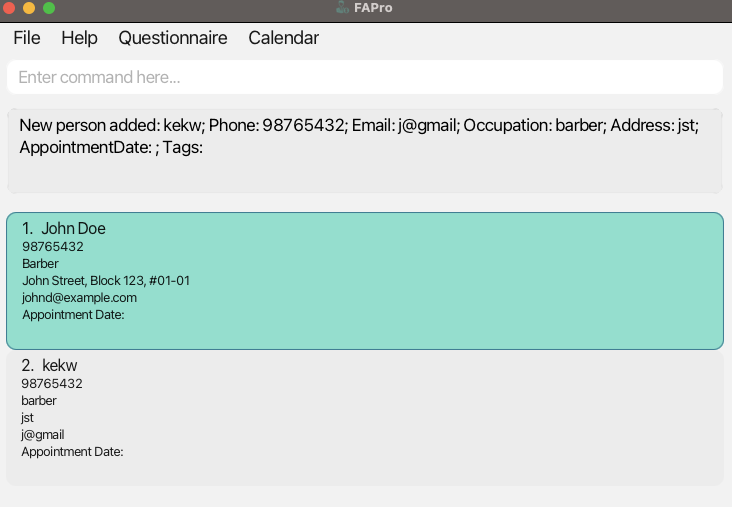 FAPro
File Help Questionnaire Calendar
Enter command here...
New person added: kekw; Phone: 98765432; Email: j@gmail; Occupation: barber; Address: jst;
AppointmentDate: ; Tags:
1. John Doe
98765432
Barber
John Street, Block 123, #01-01
johnd@example.com
Appointment Date:
2. kekw
98765432
barber
jst
j@gmail
Appointment Date: